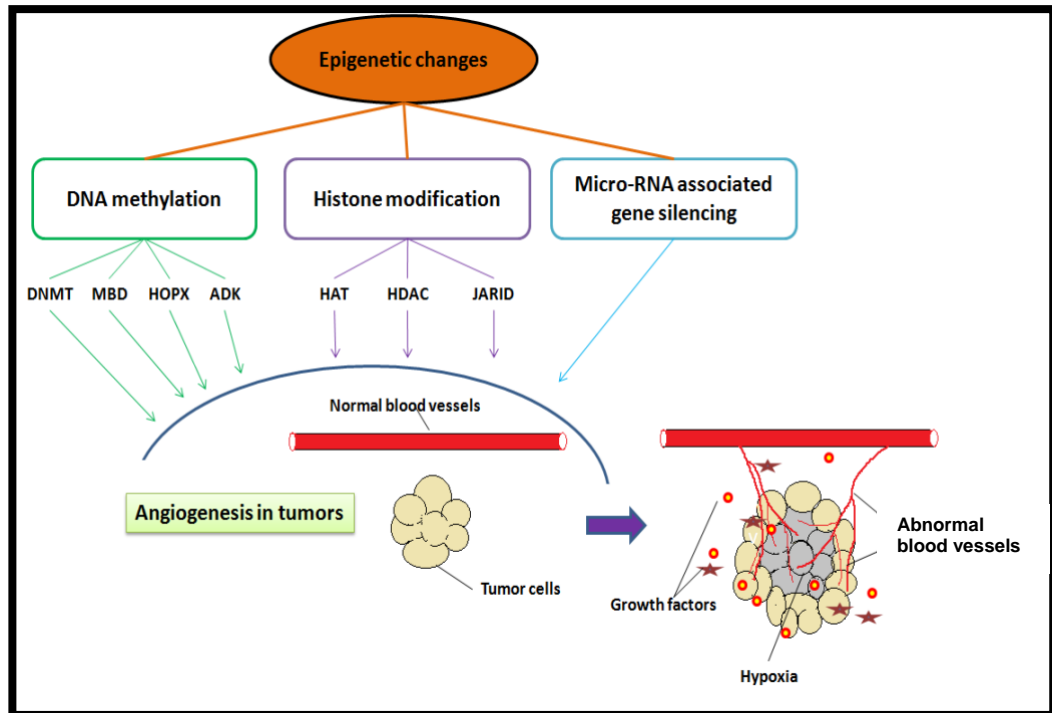 Epigenetic changes
DNA methylation
Histone modification
Micro-RNA associated
gene silencing
DNMT MBD HOPX ADK
HAT HDAC JARID
Normal blood vessels
Angiogenesis in tumors
Tumor cells
Growth factors
Abnormal
blood vessels
Hypoxia